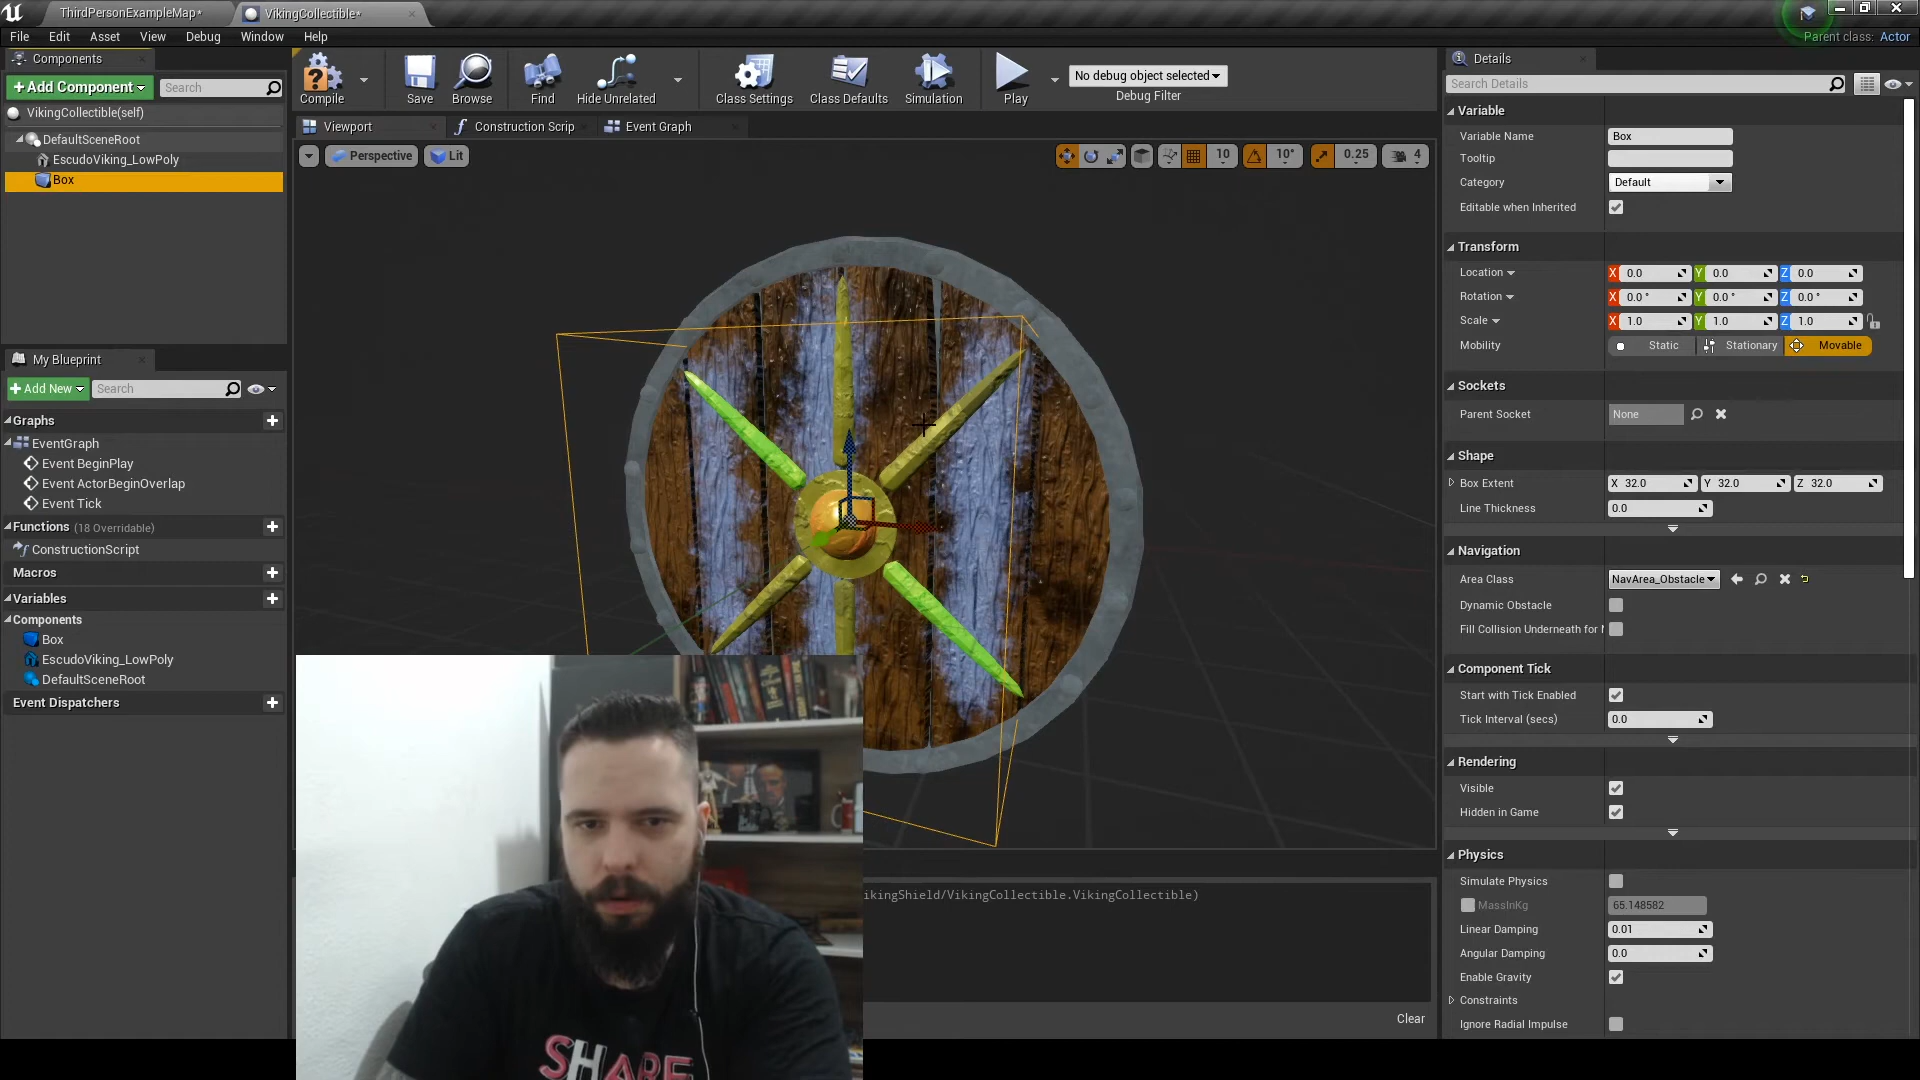 ThirdPersonExampleMap*
VikingCollectible*
File
Edit
Asset
View
Debug
Window
Help
Parent class: Actor
Components
+Add Component
Search
VikingCollectible(self)
DefaultSceneRoot
EscudoViking_LowPoly
Box
My Blueprint
+Add New
Search
Graphs
EventGraph
Event BeginPlay
Event ActorBeginOverlap
Event Tick
Functions (18 Overridable)
ConstructionScript
Macros
Variables
Components
Box
EscudoViking_LowPoly
DefaultSceneRoot
Event Dispatchers
Compile
Save
Browse
Find
Hide Unrelated
Class Settings
Class Defaults
Simulation
Play
No debug object selected
Debug Filter
Viewport
Construction Scrip
Event Graph
Perspective
Lit
10
10°
0.25
4
ikingShield/VikingCollectible.VikingCollectible)
Clear
SHARE
Details
Search Details
Variable
Variable Name
Box
Tooltip
Category
Default
Editable when Inherited
Transform
Location
X 0.0
Y 0.0
Z 0.0
Rotation
X 0.0 °
Y 0.0 °
Z 0.0 °
Scale
X 1.0
Y 1.0
Z 1.0
Mobility
Static
Stationary
Movable
Sockets
Parent Socket
None
Shape
Box Extent
X 32.0
Y 32.0
Z 32.0
Line Thickness
0.0
Navigation
Area Class
NavArea_Obstacle
Dynamic Obstacle
Fill Collision Underneath for
Component Tick
Start with Tick Enabled
Tick Interval (secs)
0.0
Rendering
Visible
Hidden in Game
Physics
Simulate Physics
MassInKg
65.148582
Linear Damping
0.01
Angular Damping
0.0
Enable Gravity
Constraints
Ignore Radial Impulse